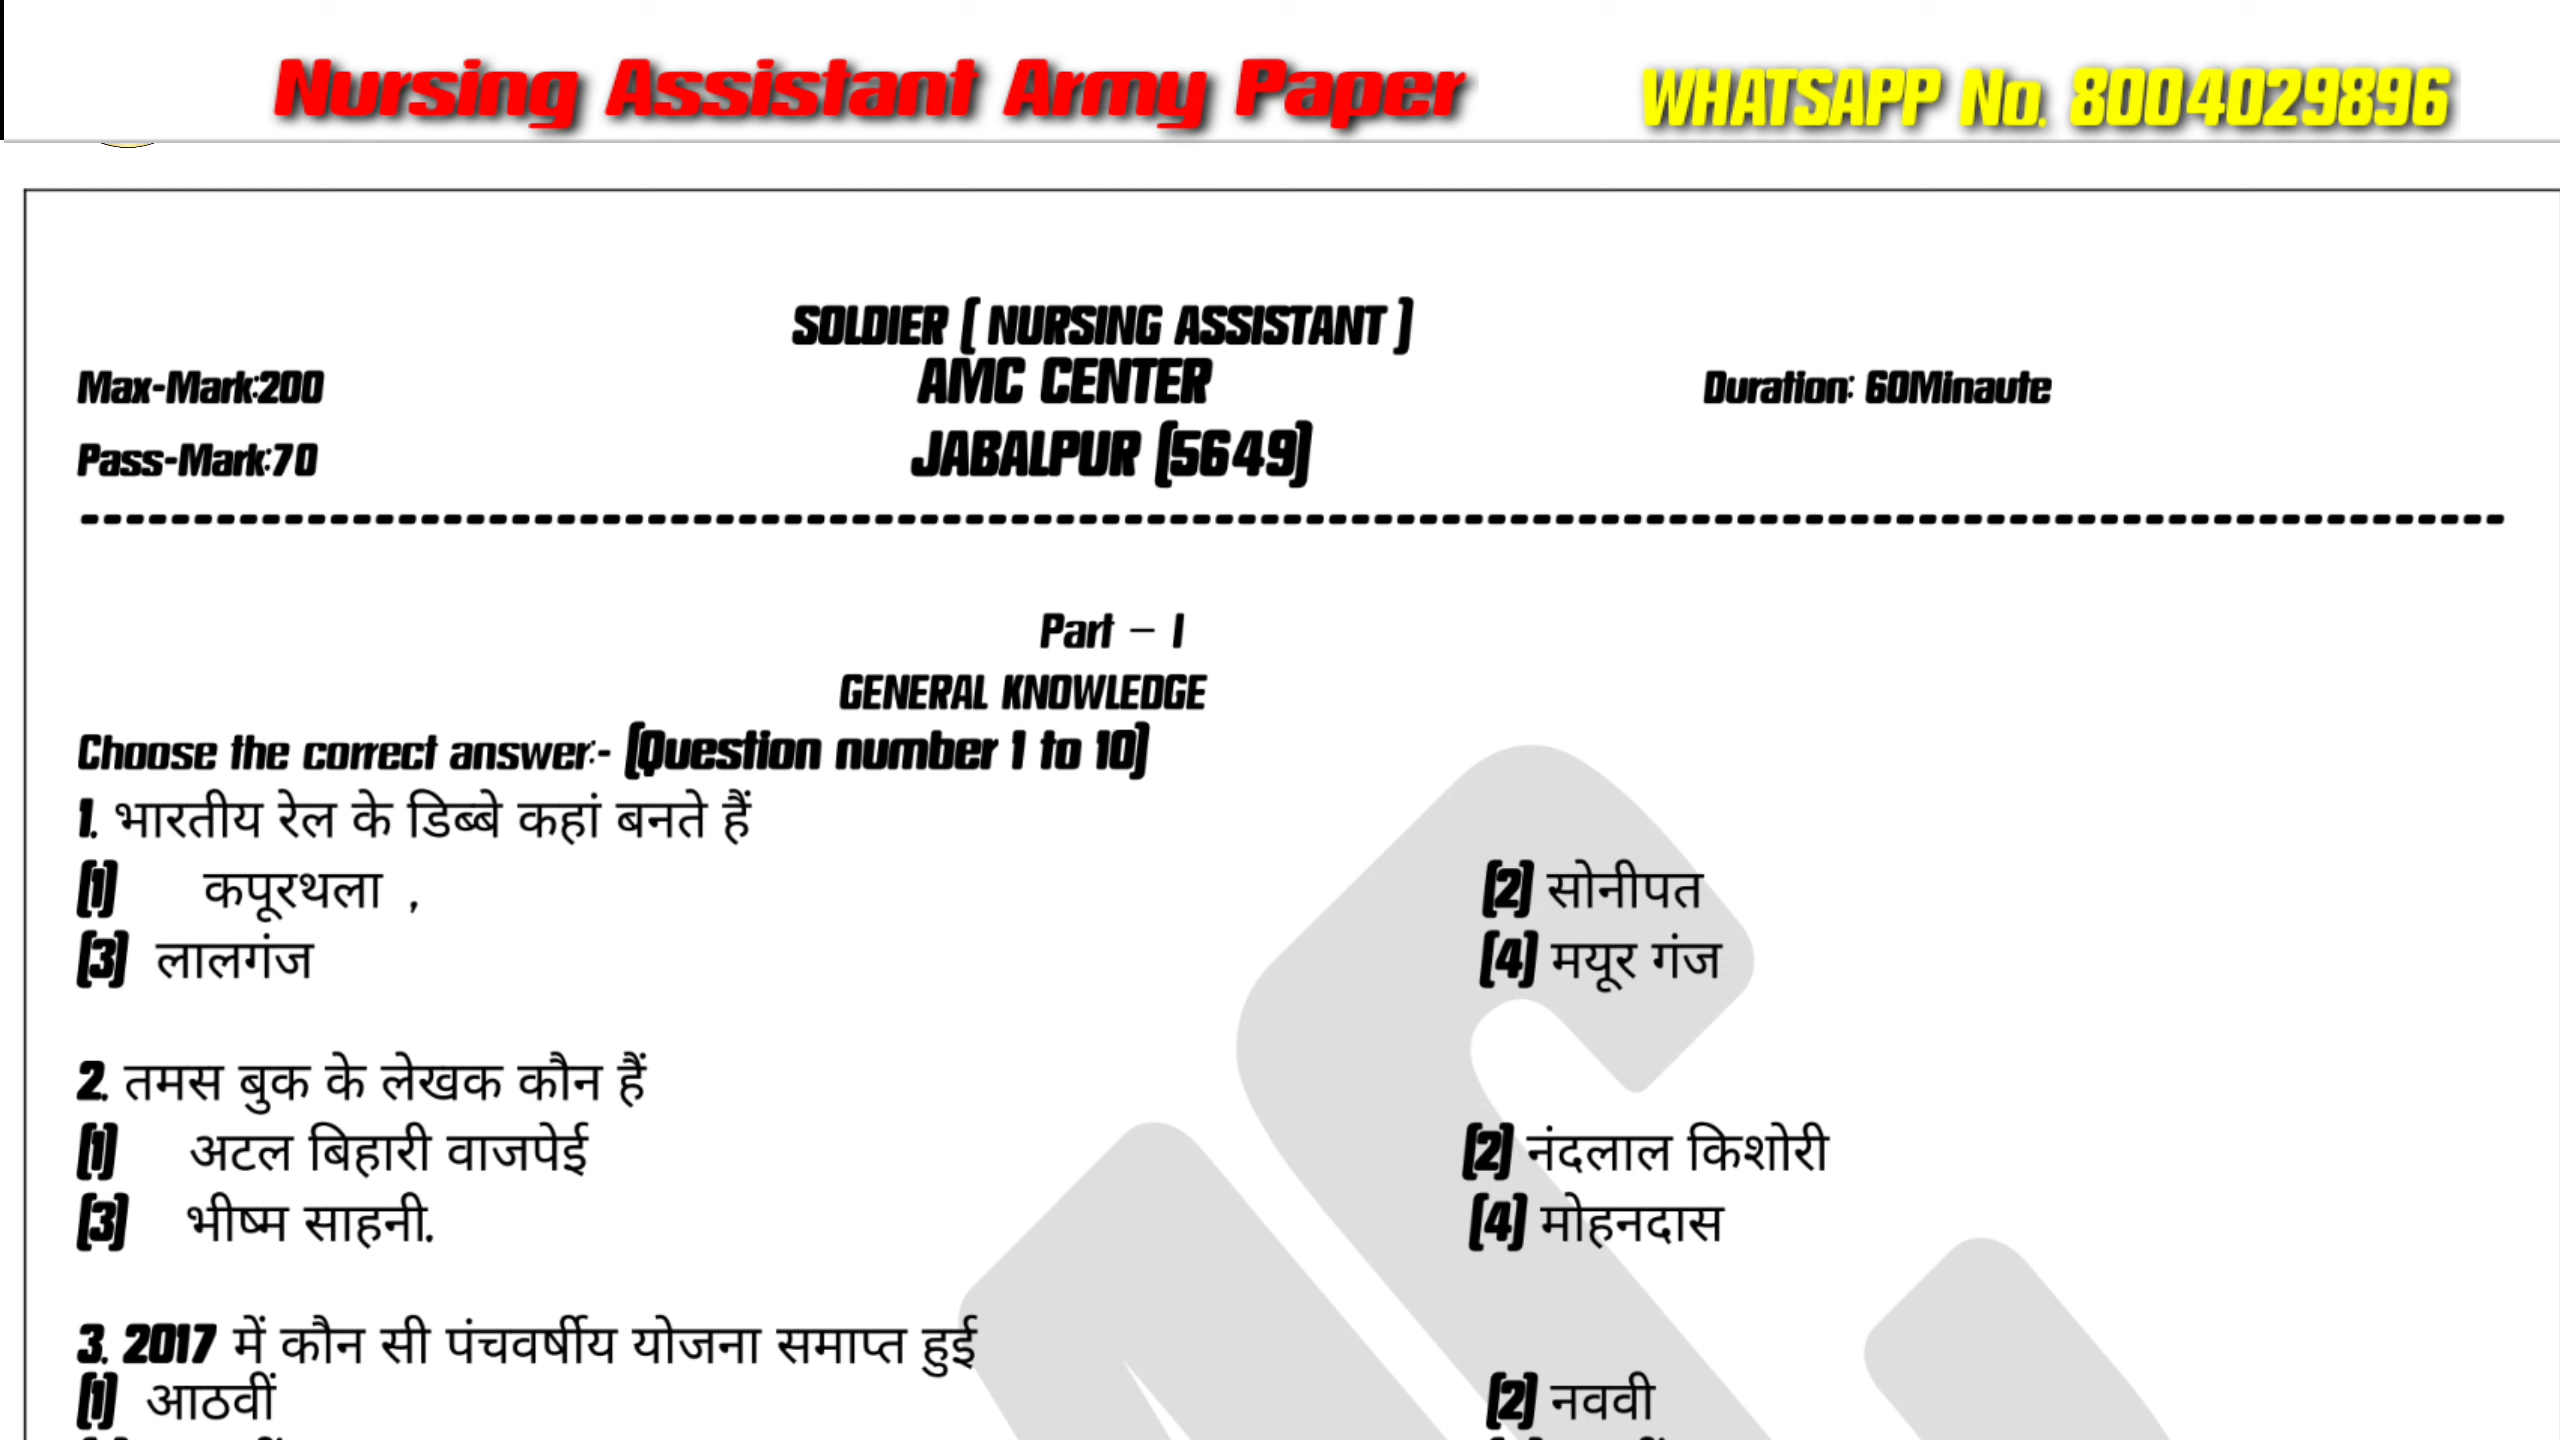 Nursing Assistant Army Paper WHATSAPP No. 8004029896
SOLDIER ( NURSING ASSISTANT )
Max-Mark:200 AMC CENTER Duration: 60Minaute
Pass-Mark:70 JABALPUR (5649)
Part – I
GENERAL KNOWLEDGE
Choose the correct answer:- (Question number 1 to 10)
1. भारतीय रेल के डिब्बे कहां बनते हैं
(1) कपूरथला , (2) सोनीपत
(3) लालगंज (4) मयूर गंज
2. तमस बुक के लेखक कौन हैं
(1) अटल बिहारी वाजपेई (2) नंदलाल किशोरी
(3) भीष्म साहनी. (4) मोहनदास
3. 2017 में कौन सी पंचवर्षीय योजना समाप्त हुई
(1) आठवीं (2) नववी